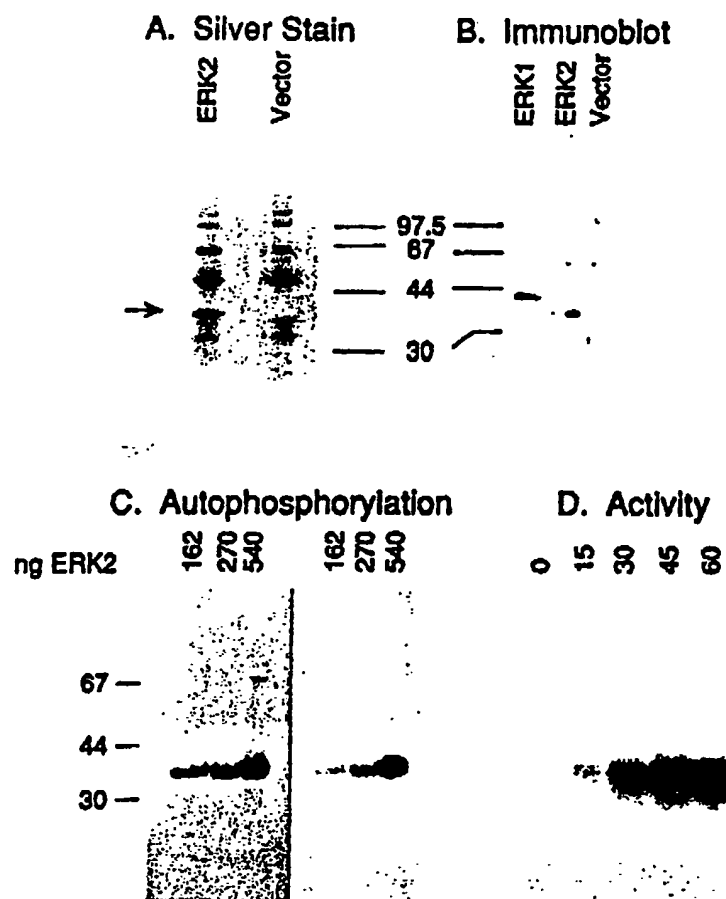 A. Silver Stain
B. Immunoblot
ERK2
Vector
ERK1
ERK2
Vector
97.5
67
44
30
C. Autophosphorylation
D. Activity
ng ERK2
162
270
540
162
270
540
0
15
30
45
60
67
44
30